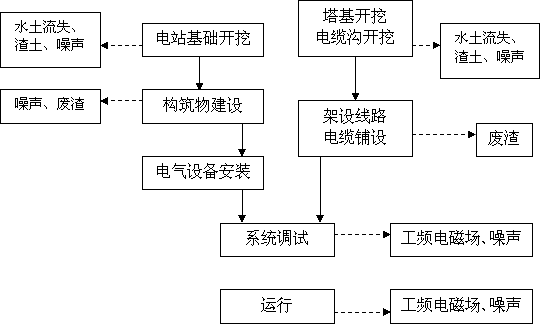 水土流失、
渣土、噪声
电站基础开挖
塔基开挖
电缆沟开挖
水土流失、
渣土、噪声
噪声、废渣
构筑物建设
架设线路
电缆铺设
废渣
电气设备安装
系统调试
工频电磁场、噪声
运行
工频电磁场、噪声